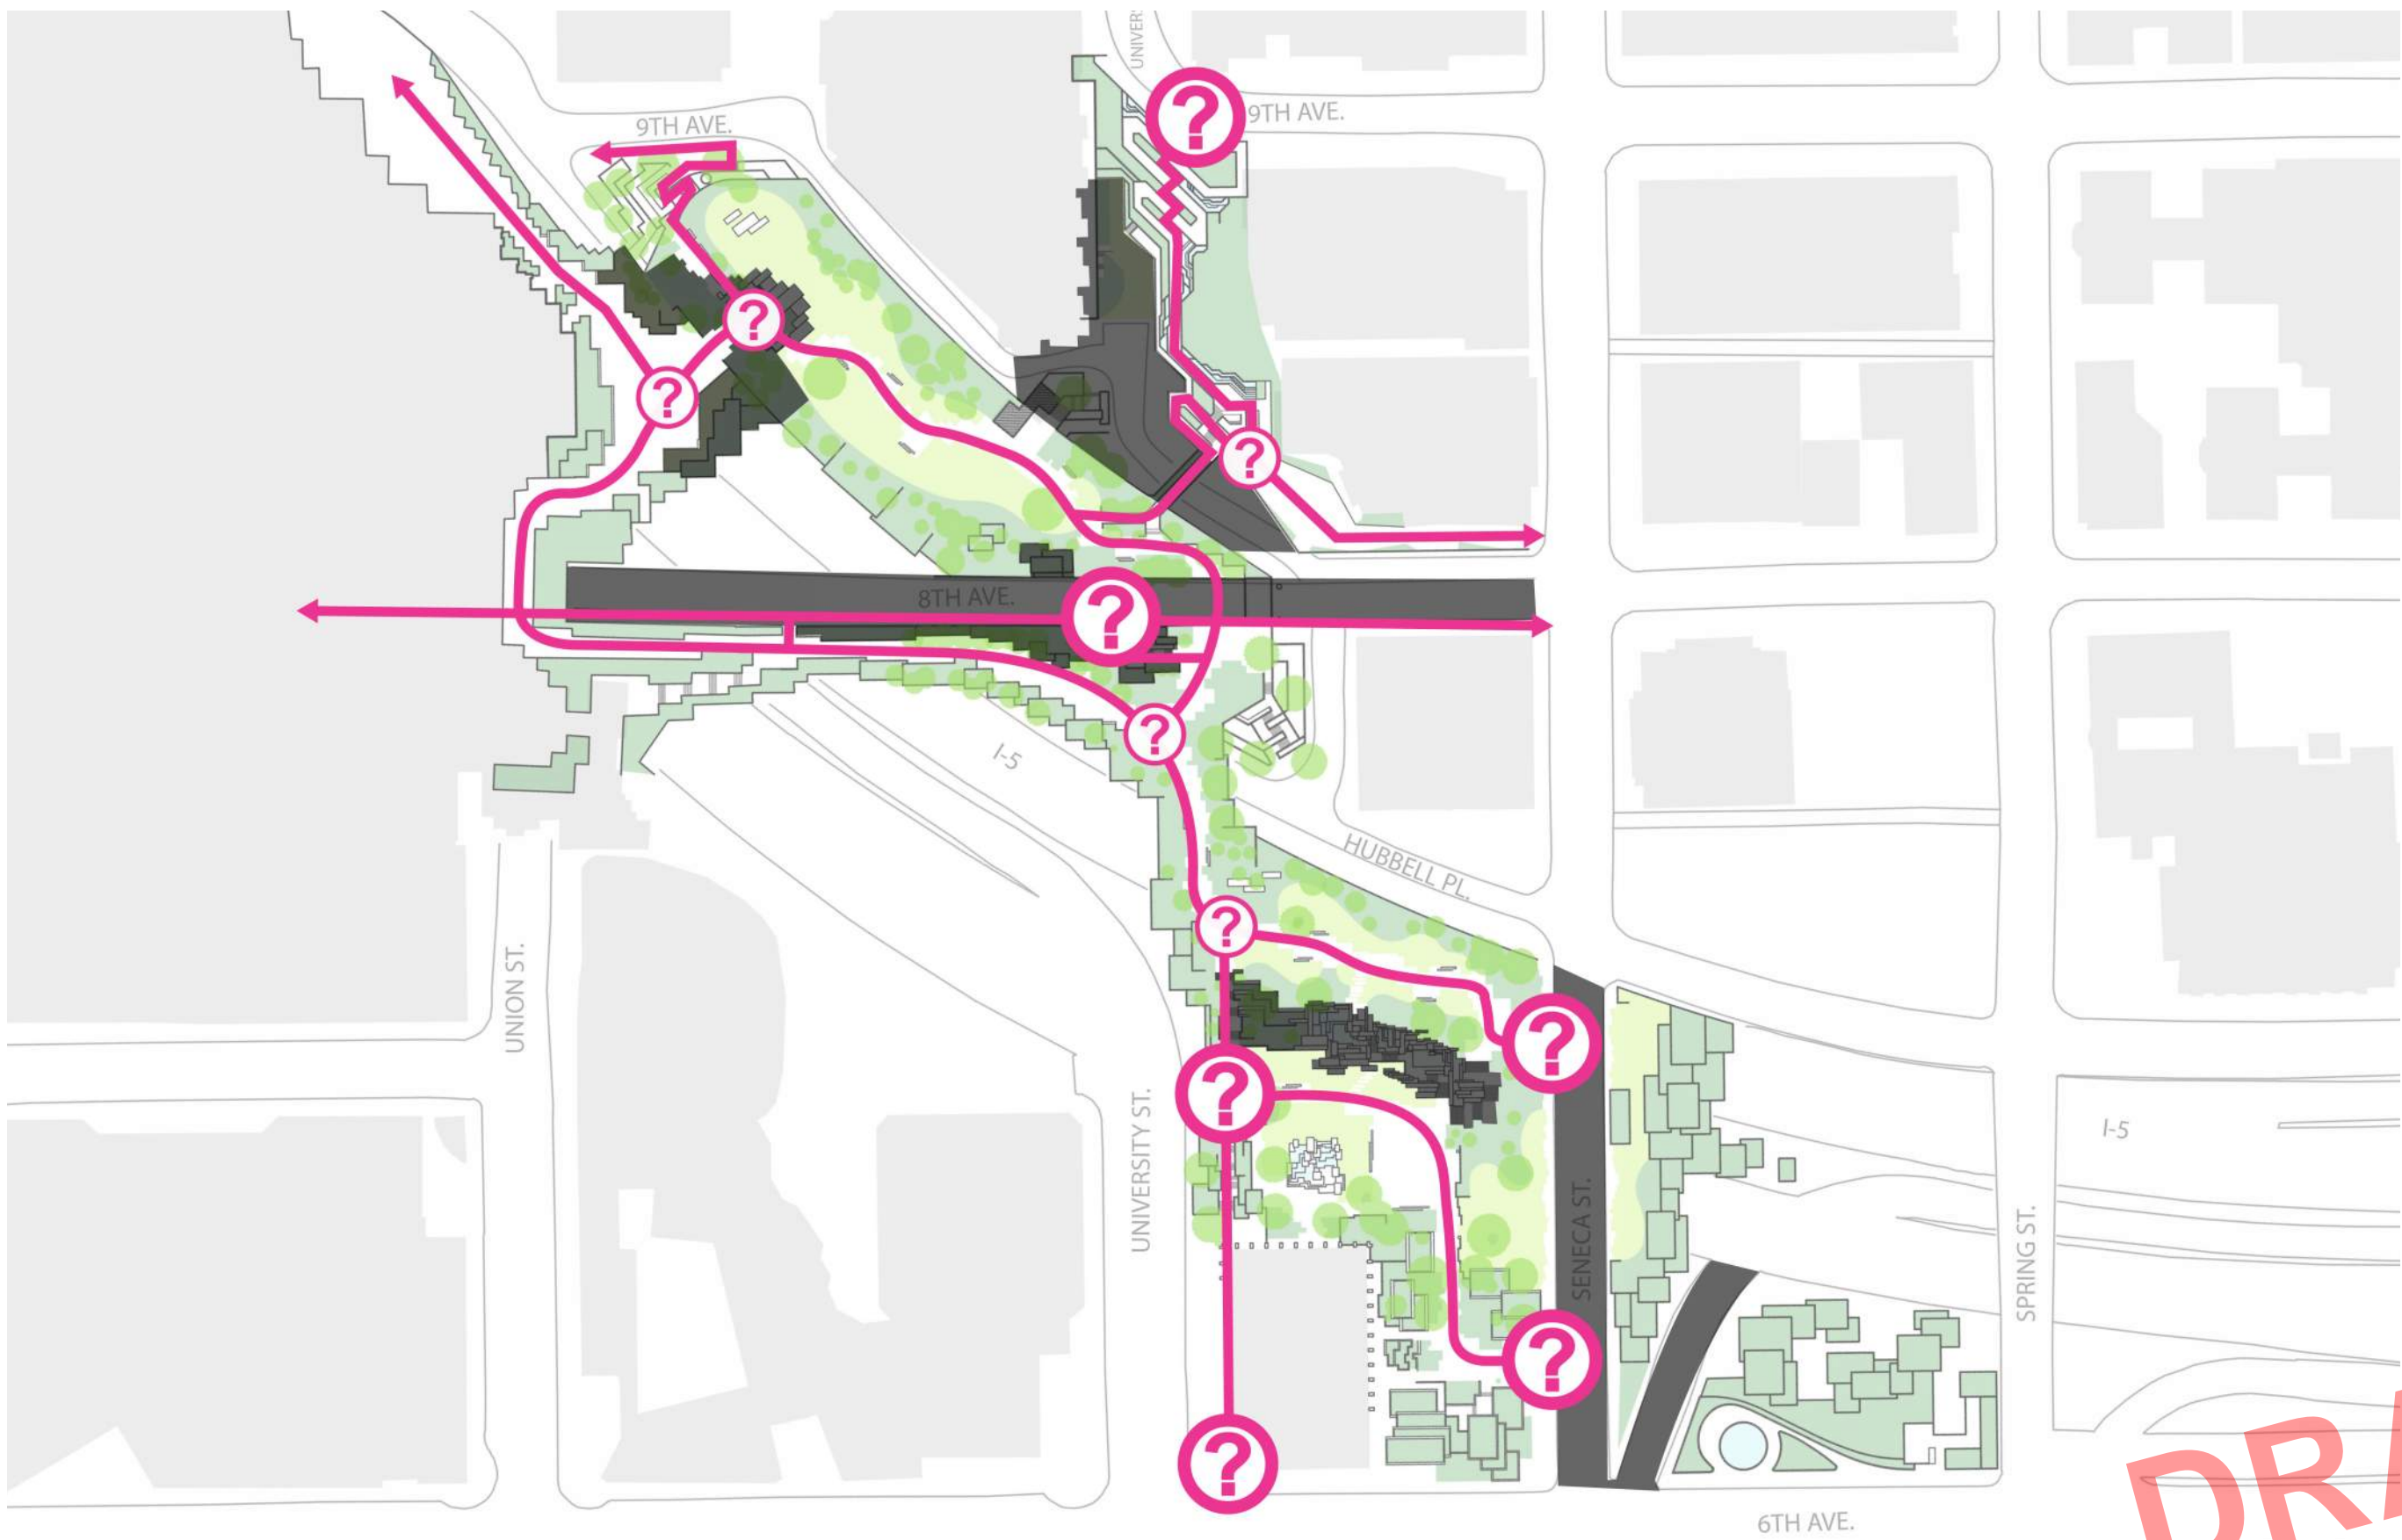 UNIVER
9TH AVE.
9TH AVE.
?
?
?
?
8TH AVE.
?
?
I-5
HUBBELL PL.
?
UNION ST.
?
?
UNIVERSITY ST.
I-5
SENECA ST.
SPRING ST.
?
?
6TH AVE.
DRA